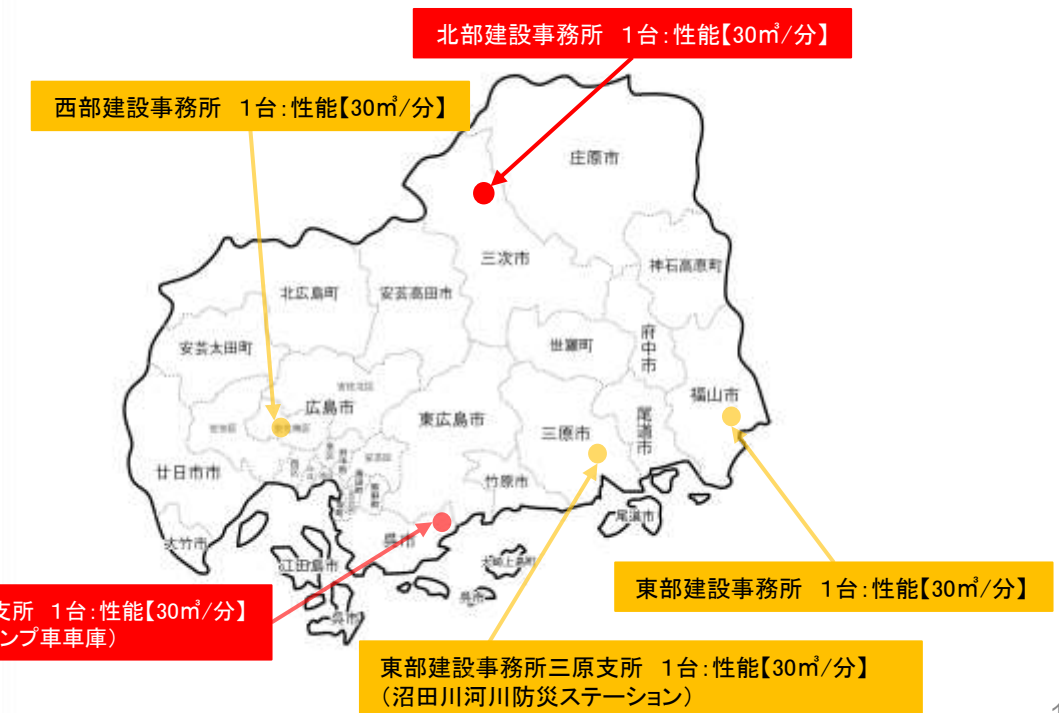 北部建設事務所 1台:性能【30㎥/分】
西部建設事務所 1台:性能【30㎥/分】
庄原市
三次市
神石高原町
北広島町
安芸高田市
安芸太田町
世羅町
府中市
福山市
安佐北区
広島市
東広島市
三原市
尾道市
廿日市市
竹原市
尾道市
呉市
大竹市
江田島市
大崎上島町
呉市
呉市
東部建設事務所 1台:性能【30㎥/分】
支所 1台:性能【30㎥/分】
ンプ車車庫）
東部建設事務所三原支所 1台:性能【30㎥/分】
（沼田川河川防災ステーション）